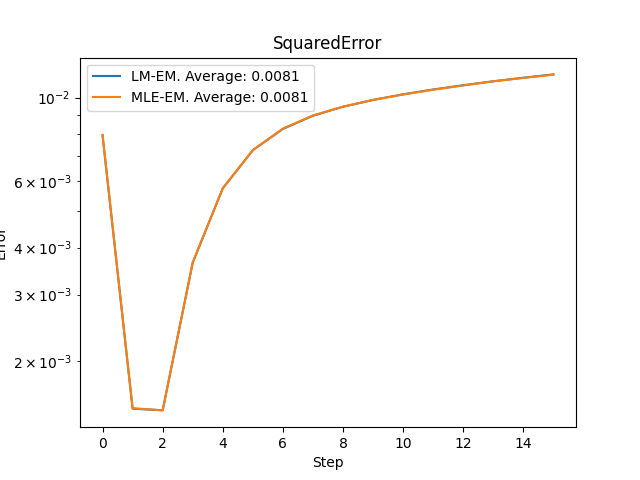 SquaredError
LM-EM. Average: 0.0081
MLE-EM. Average: 0.0081
10⁻²
6 × 10⁻³
4 × 10⁻³
3 × 10⁻³
2 × 10⁻³
Error
0 2 4 6 8 10 12 14
Step